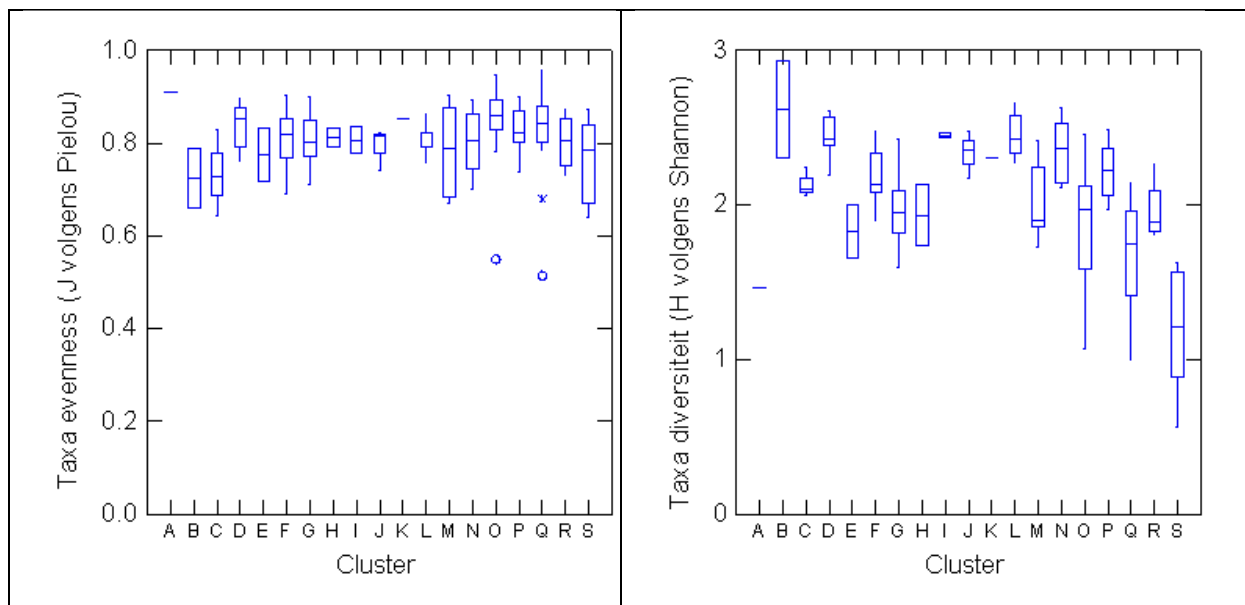 Taxa evenness (J volgens Pielou)
1.0
0.8
0.6
0.4
0.2
0.0
A B C D E F G H I J K L M N O P Q R S
Cluster
Taxa diversiteit (H volgens Shannon)
3
2
1
0
A B C D E F G H I J K L M N O P Q R S
Cluster